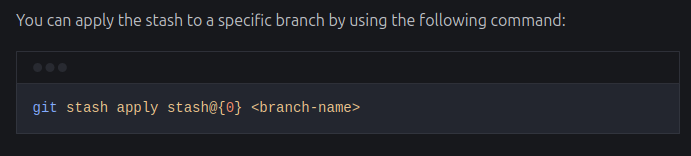 You can apply the stash to a specific branch by using the following command:
git stash apply stash@{0} <branch-name>